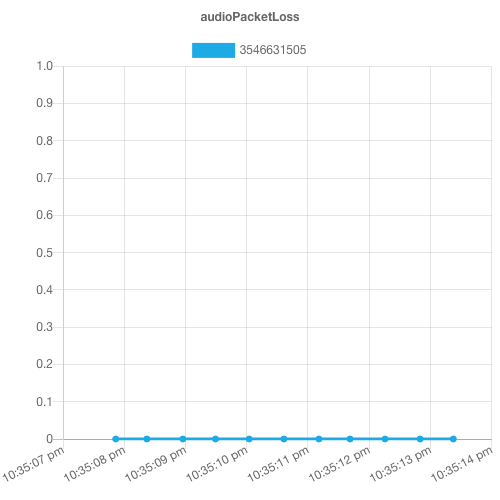 audioPacketLoss
3546631505
1.0
0.9
0.8
0.7
0.6
0.5
0.4
0.3
0.2
0.1
0
10:35:07 pm
10:35:08 pm
10:35:09 pm
10:35:10 pm
10:35:11 pm
10:35:12 pm
10:35:13 pm
10:35:14 pm